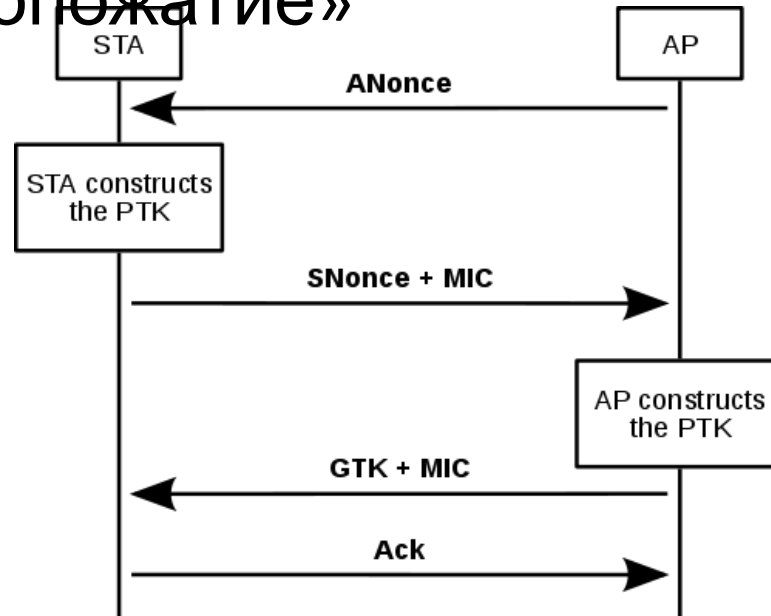 STA
AP
ANonce
STA constructs
the PTK
SNonce + MIC
AP constructs
the PTK
GTK + MIC
Ack